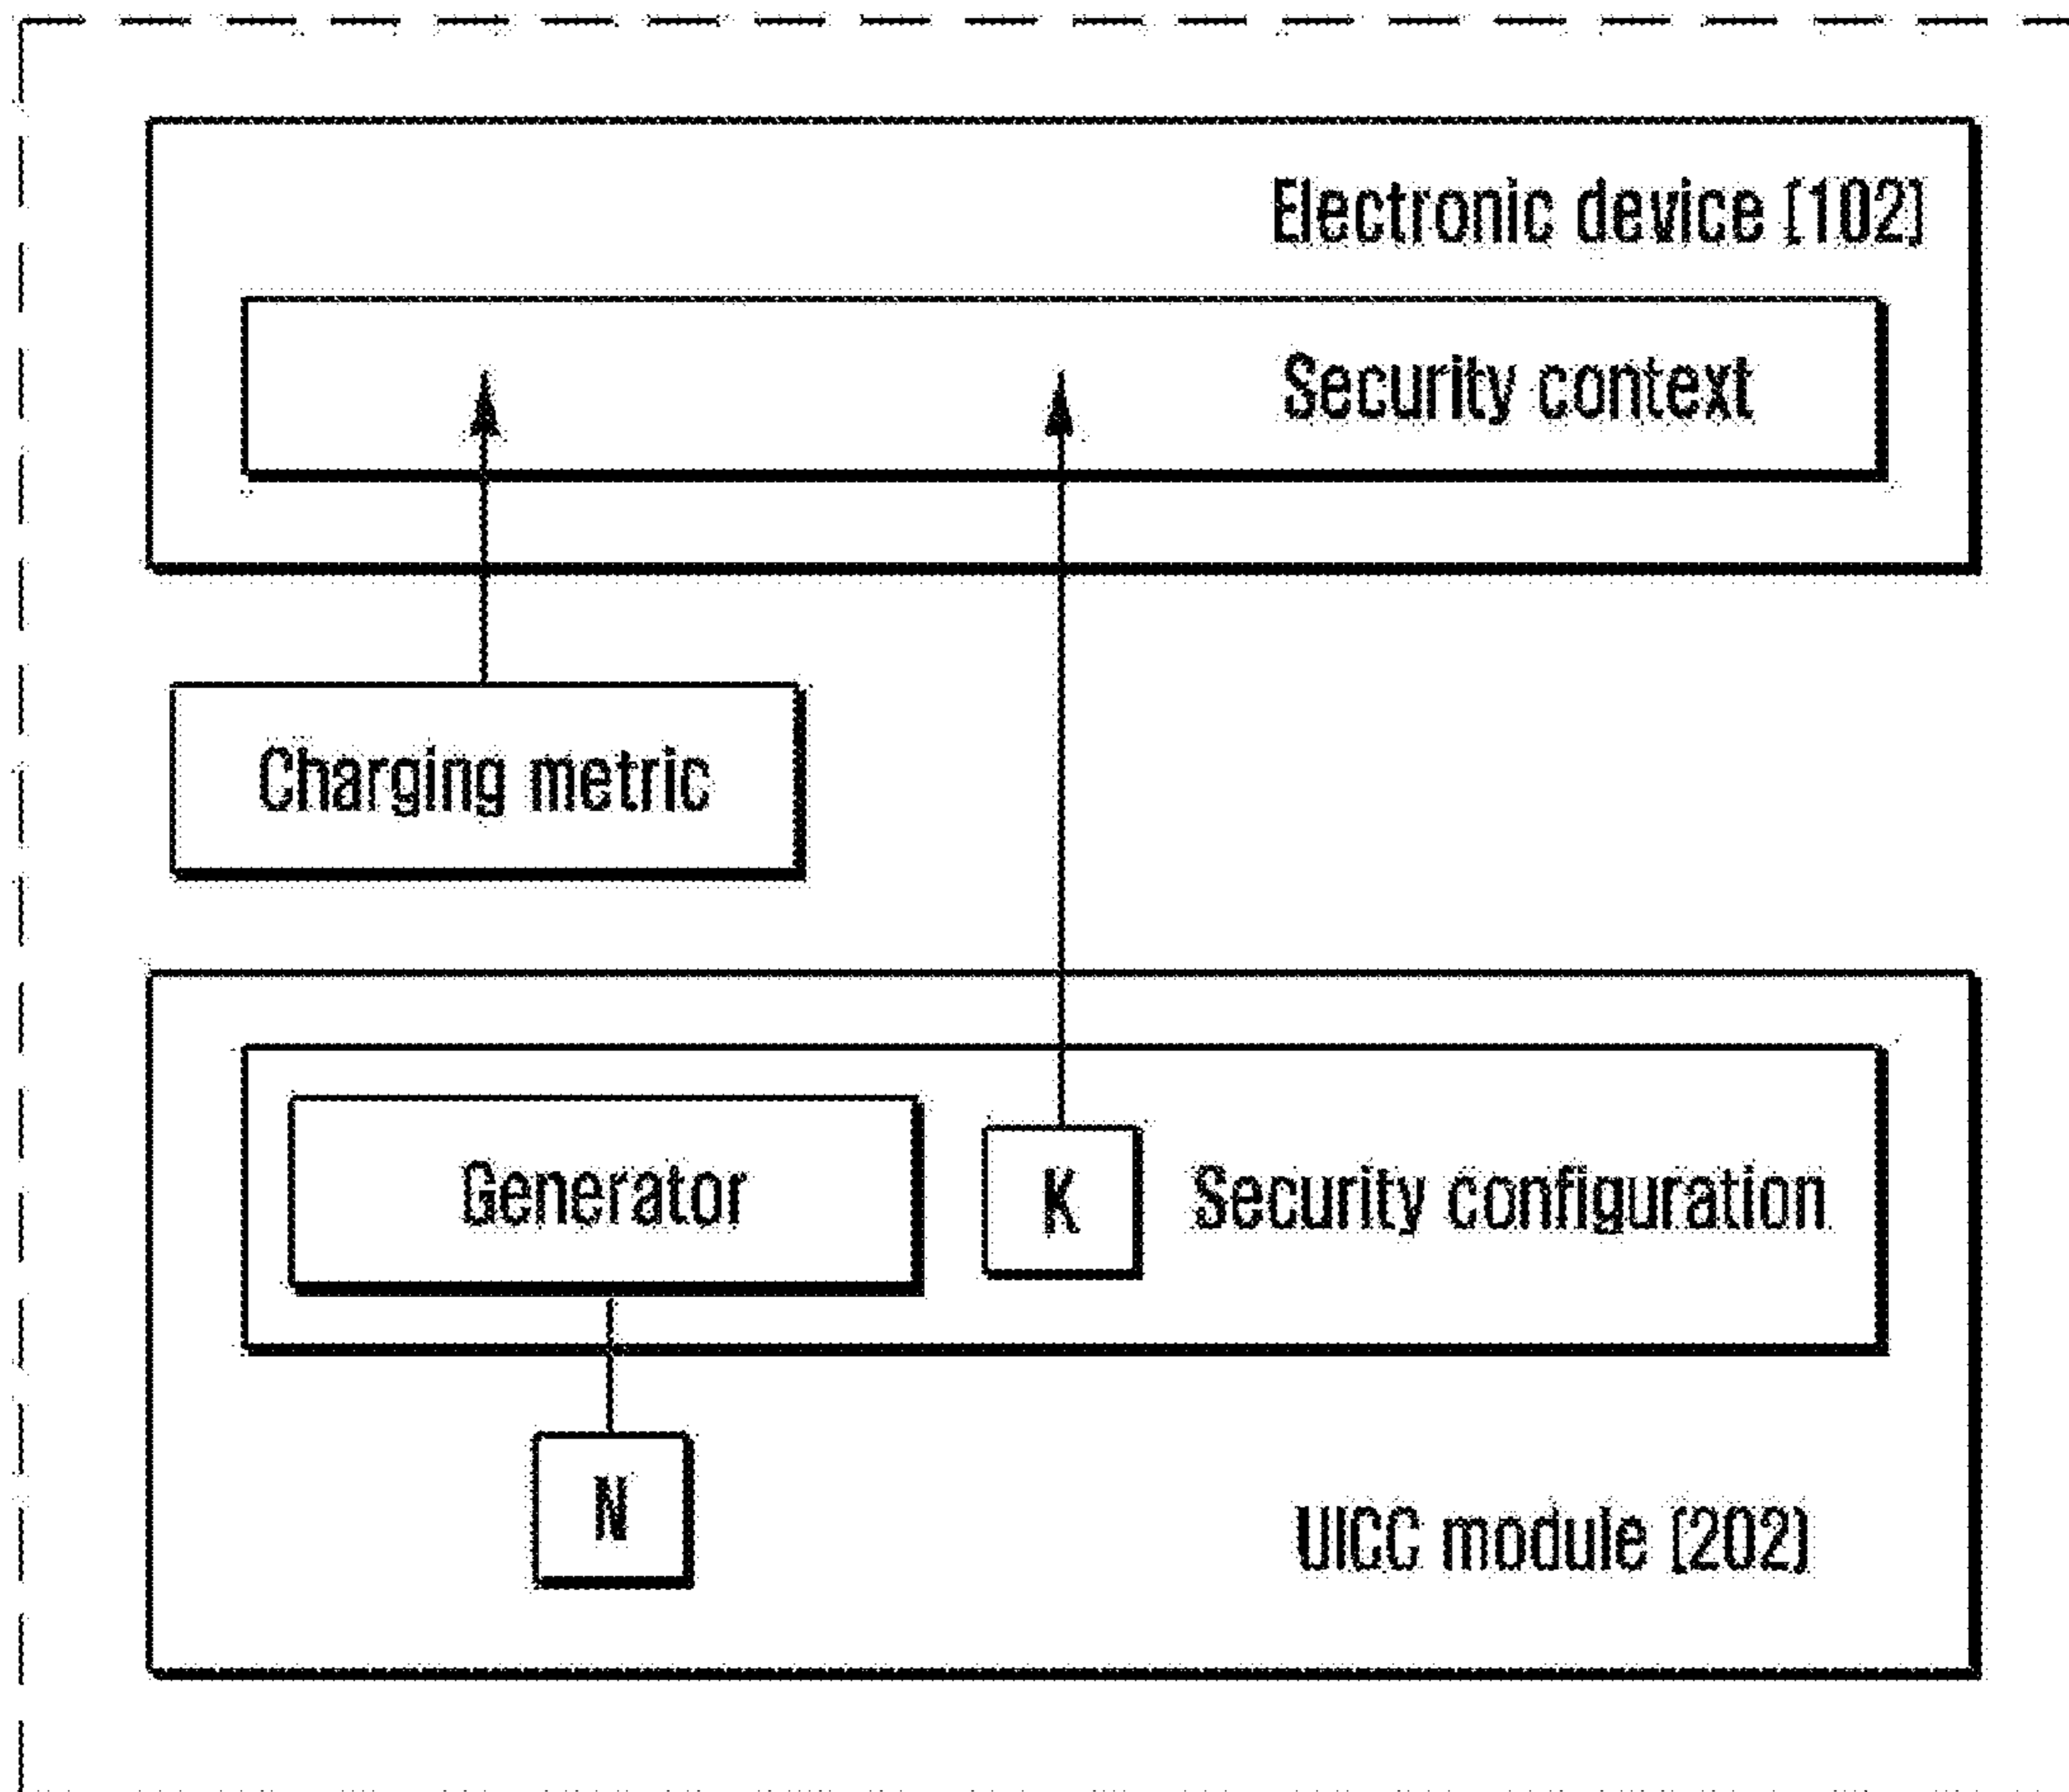 Electronic device [102]
Security context
Charging metric
Generator
K
Security configuration
N
UICC module [202]